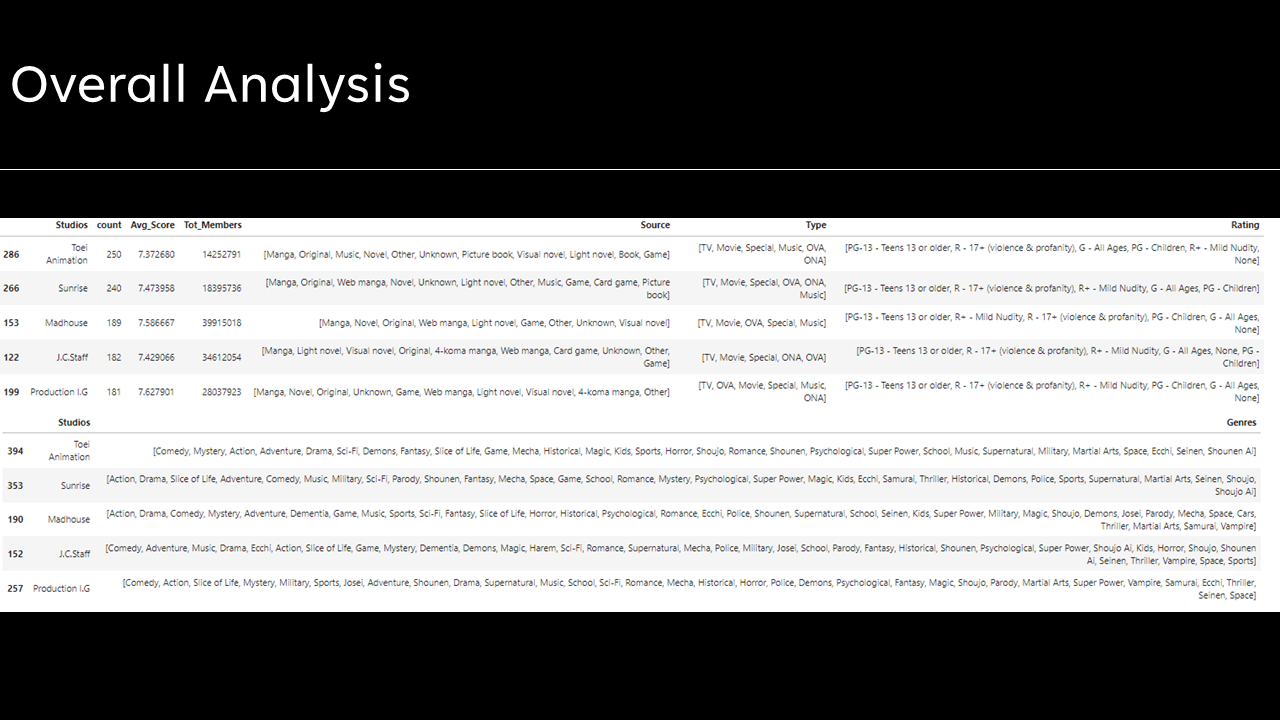 Overall Analysis
Studios count Avg_Score Tot_Members Source Type Rating
286 Toei Animation 250 7.372680 14252791 [Manga, Original, Music, Novel, Other, Unknown, Picture book, Visual novel, Light novel, Book, Game] [TV, Movie, Special, Music, OVA, ONA] [PG-13 - Teens 13 or older, R - 17+ (violence & profanity), G - All Ages, PG - Children, R+ - Mild Nudity, None]
266 Sunrise 240 7.473958 18395736 [Manga, Original, Web manga, Novel, Unknown, Light novel, Other, Music, Game, Card game, Picture book] [TV, Movie, Special, OVA, ONA, Music] [PG-13 - Teens 13 or older, R - 17+ (violence & profanity), R+ - Mild Nudity, G - All Ages, PG - Children]
153 Madhouse 189 7.586667 39915018 [Manga, Novel, Original, Web manga, Light novel, Game, Other, Unknown, Visual novel] [TV, Movie, OVA, Special, Music] [PG-13 - Teens 13 or older, R+ - Mild Nudity, R - 17+ (violence & profanity), PG - Children, G - All Ages, None]
122 J.C.Staff 182 7.429066 34612054 [Manga, Light novel, Visual novel, Original, 4-koma manga, Web manga, Card game, Unknown, Other, Game] [TV, Movie, Special, ONA, OVA] [PG-13 - Teens 13 or older, R - 17+ (violence & profanity), R+ - Mild Nudity, G - All Ages, None, PG - Children]
199 Production I.G 181 7.627901 28037923 [Manga, Novel, Original, Unknown, Game, Web manga, Light novel, Visual novel, 4-koma manga, Other] [TV, OVA, Movie, Special, Music, ONA] [PG-13 - Teens 13 or older, R - 17+ (violence & profanity), R+ - Mild Nudity, PG - Children, G - All Ages, None]
Studios Genres
394 Toei Animation [Comedy, Mystery, Action, Adventure, Drama, Sci-Fi, Demons, Fantasy, Slice of Life, Game, Mecha, Historical, Magic, Kids, Sports, Horror, Shoujo, Romance, Shounen, Psychological, Super Power, School, Music, Supernatural, Military, Martial Arts, Space, Ecchi, Seinen, Shounen Ai]
353 Sunrise [Action, Drama, Slice of Life, Adventure, Comedy, Music, Military, Sci-Fi, Parody, Shounen, Fantasy, Mecha, Space, Game, School, Romance, Mystery, Psychological, Super Power, Magic, Kids, Ecchi, Samurai, Thriller, Historical, Demons, Police, Sports, Supernatural, Martial Arts, Seinen, Shoujo, Shoujo Ai]
190 Madhouse [Action, Drama, Comedy, Mystery, Adventure, Dementia, Game, Music, Sports, Sci-Fi, Fantasy, Slice of Life, Horror, Historical, Psychological, Romance, Ecchi, Police, Shounen, Supernatural, School, Seinen, Kids, Super Power, Military, Magic, Shoujo, Demons, Josei, Parody, Mecha, Space, Cars, Thriller, Martial Arts, Samurai, Vampire]
152 J.C.Staff [Comedy, Adventure, Music, Drama, Ecchi, Action, Slice of Life, Game, Mystery, Dementia, Demons, Magic, Harem, Sci-Fi, Romance, Supernatural, Mecha, Police, Military, Josei, School, Parody, Fantasy, Historical, Shounen, Psychological, Super Power, Shoujo Ai, Kids, Horror, Shoujo, Shounen Ai, Seinen, Thriller, Vampire, Space, Sports]
257 Production I.G [Comedy, Action, Slice of Life, Mystery, Military, Sports, Josei, Adventure, Shounen, Drama, Supernatural, Music, School, Sci-Fi, Romance, Mecha, Historical, Horror, Police, Demons, Psychological, Fantasy, Magic, Shoujo, Parody, Martial Arts, Super Power, Vampire, Samurai, Ecchi, Thriller, Seinen, Space]